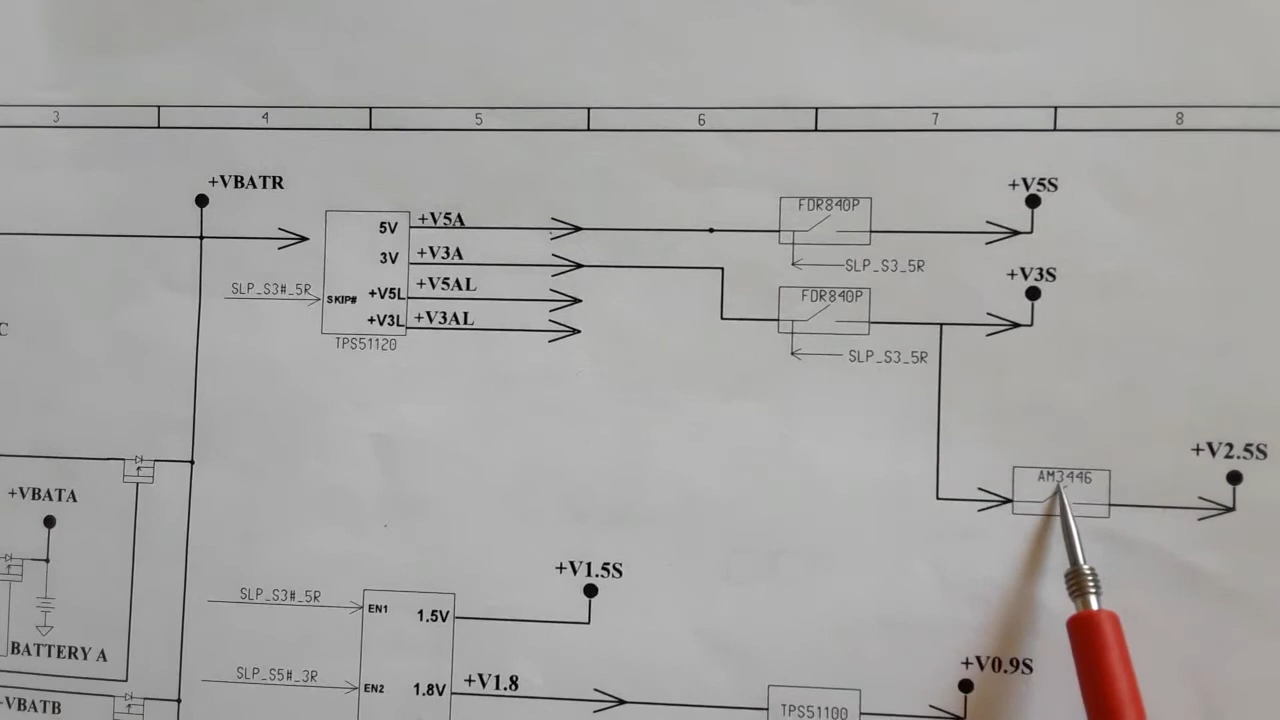 3 4 5 6 7 8
+VBATR
5V
+V5A
FDR840P
+V5S
3V
+V3A
SLP_S3_5R
SLP_S3#_5R
SKIP#
+V5L
+V5AL
FDR840P
+V3S
+V3L
+V3AL
TPS51120
SLP_S3_5R
C
+VBATA
AM3446
+V2.5S
SLP_S3#_5R
EN1
1.5V
+V1.5S
BATTERY A
SLP_S5#_3R
EN2
1.8V
+V1.8
+V0.9S
+VBATB
TPS51100